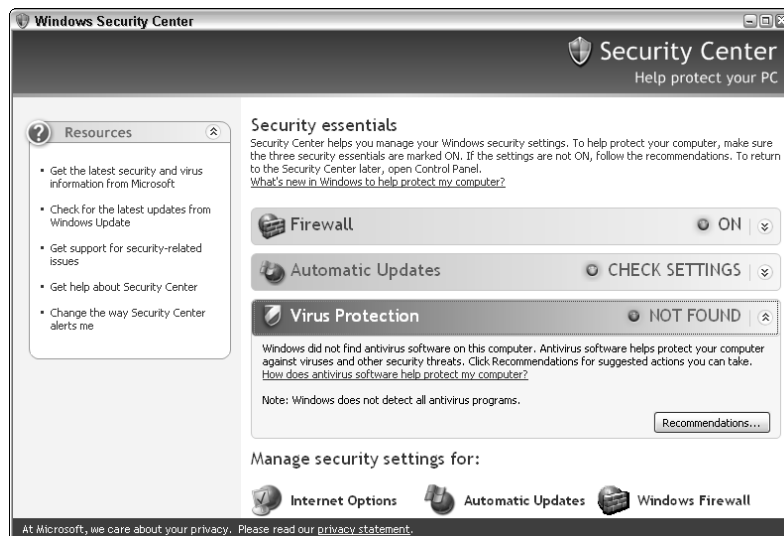 Windows Security Center
Security Center
Help protect your PC
Resources
Get the latest security and virus
information from Microsoft
Check for the latest updates from
Windows Update
Get support for security-related
issues
Get help about Security Center
Change the way Security Center
alerts me
Security essentials
Security Center helps you manage your Windows security settings. To help protect your computer, make sure
the three security essentials are marked ON. If the settings are not ON, follow the recommendations. To return
to the Security Center later, open Control Panel.
What's new in Windows to help protect my computer?
Firewall
ON
Automatic Updates
CHECK SETTINGS
Virus Protection
NOT FOUND
Windows did not find antivirus software on this computer. Antivirus software helps protect your computer
against viruses and other security threats. Click Recommendations for suggested actions you can take.
How does antivirus software help protect my computer?
Note: Windows does not detect all antivirus programs.
Recommendations...
Manage security settings for:
Internet Options
Automatic Updates
Windows Firewall
At Microsoft, we care about your privacy. Please read our privacy statement.